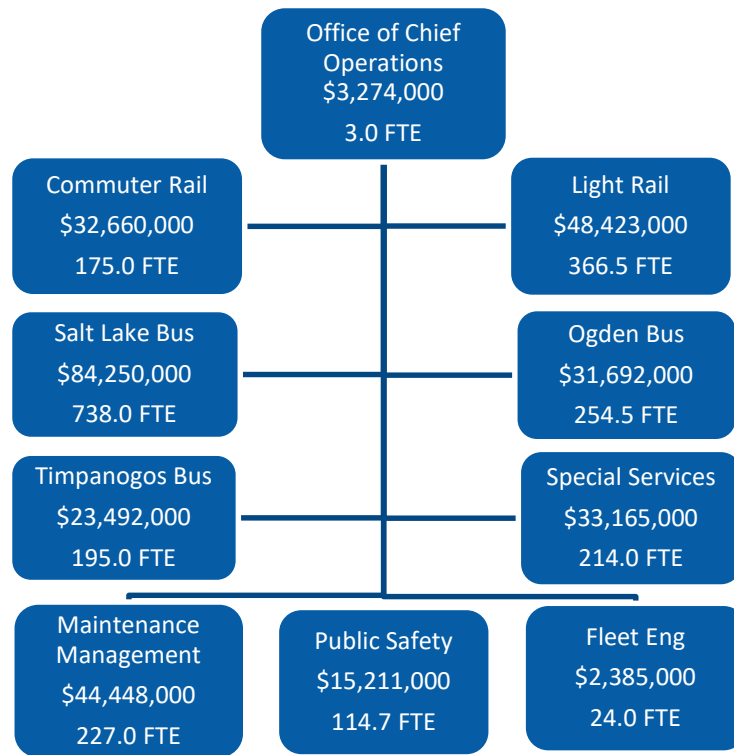 Office of Chief
Operations
$3,274,000
3.0 FTE
Commuter Rail
$32,660,000
175.0 FTE
Light Rail
$48,423,000
366.5 FTE
Salt Lake Bus
$84,250,000
738.0 FTE
Ogden Bus
$31,692,000
254.5 FTE
Timpanogos Bus
$23,492,000
195.0 FTE
Special Services
$33,165,000
214.0 FTE
Maintenance
Management
$44,448,000
227.0 FTE
Public Safety
$15,211,000
114.7 FTE
Fleet Eng
$2,385,000
24.0 FTE